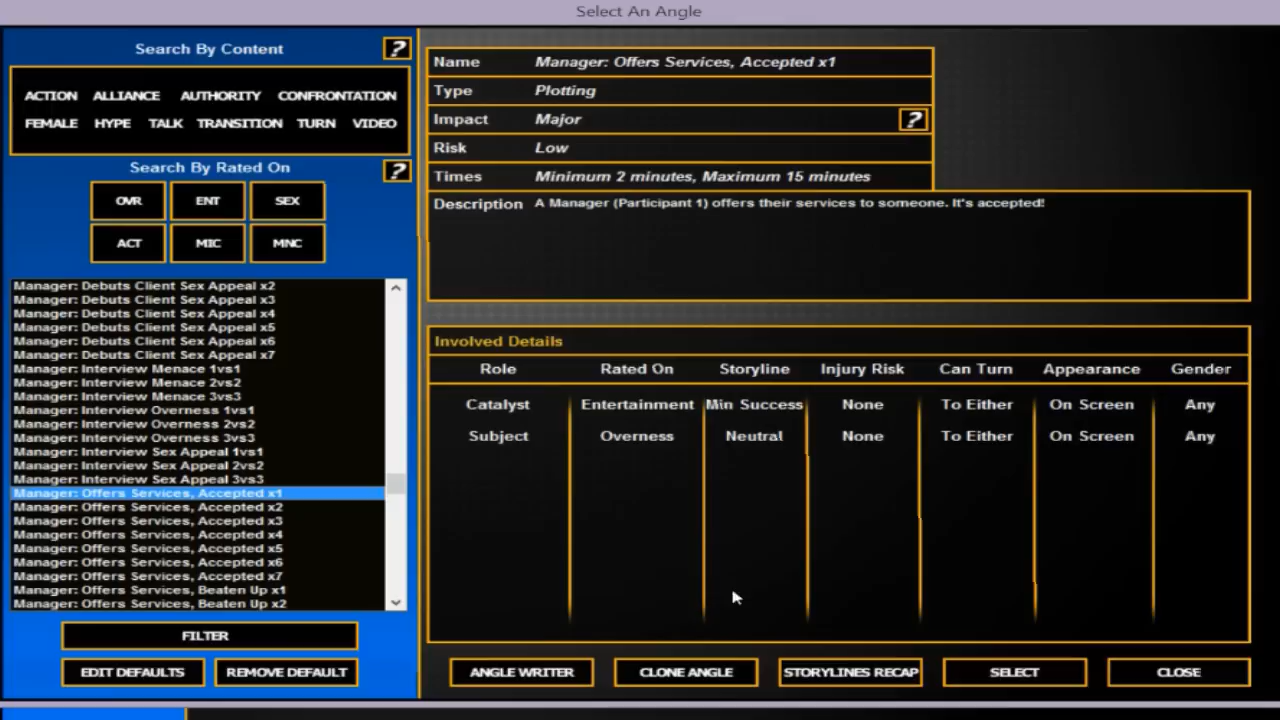 Select An Angle
Search By Content
?
ACTION ALLIANCE AUTHORITY CONFRONTATION
FEMALE HYPE TALK TRANSITION TURN VIDEO
Search By Rated On
?
OVR ENT SEX
ACT MIC MNC
Manager: Debuts Client Sex Appeal x2
Manager: Debuts Client Sex Appeal x3
Manager: Debuts Client Sex Appeal x4
Manager: Debuts Client Sex Appeal x5
Manager: Debuts Client Sex Appeal x6
Manager: Debuts Client Sex Appeal x7
Manager: Interview Menace 1vs1
Manager: Interview Menace 2vs2
Manager: Interview Menace 3vs3
Manager: Interview Overness 1vs1
Manager: Interview Overness 2vs2
Manager: Interview Overness 3vs3
Manager: Interview Sex Appeal 1vs1
Manager: Interview Sex Appeal 2vs2
Manager: Interview Sex Appeal 3vs3
Manager: Offers Services, Accepted x1
Manager: Offers Services, Accepted x2
Manager: Offers Services, Accepted x3
Manager: Offers Services, Accepted x4
Manager: Offers Services, Accepted x5
Manager: Offers Services, Accepted x6
Manager: Offers Services, Accepted x7
Manager: Offers Services, Beaten Up x1
Manager: Offers Services, Beaten Up x2
FILTER
EDIT DEFAULTS REMOVE DEFAULT
Name Manager: Offers Services, Accepted x1
Type Plotting
Impact Major ?
Risk Low
Times Minimum 2 minutes, Maximum 15 minutes
Description A Manager (Participant 1) offers their services to someone. It's accepted!
Involved Details
Role Rated On Storyline Injury Risk Can Turn Appearance Gender
Catalyst Entertainment Min Success None To Either On Screen Any
Subject Overness Neutral None To Either On Screen Any
ANGLE WRITER CLONE ANGLE STORYLINES RECAP SELECT CLOSE